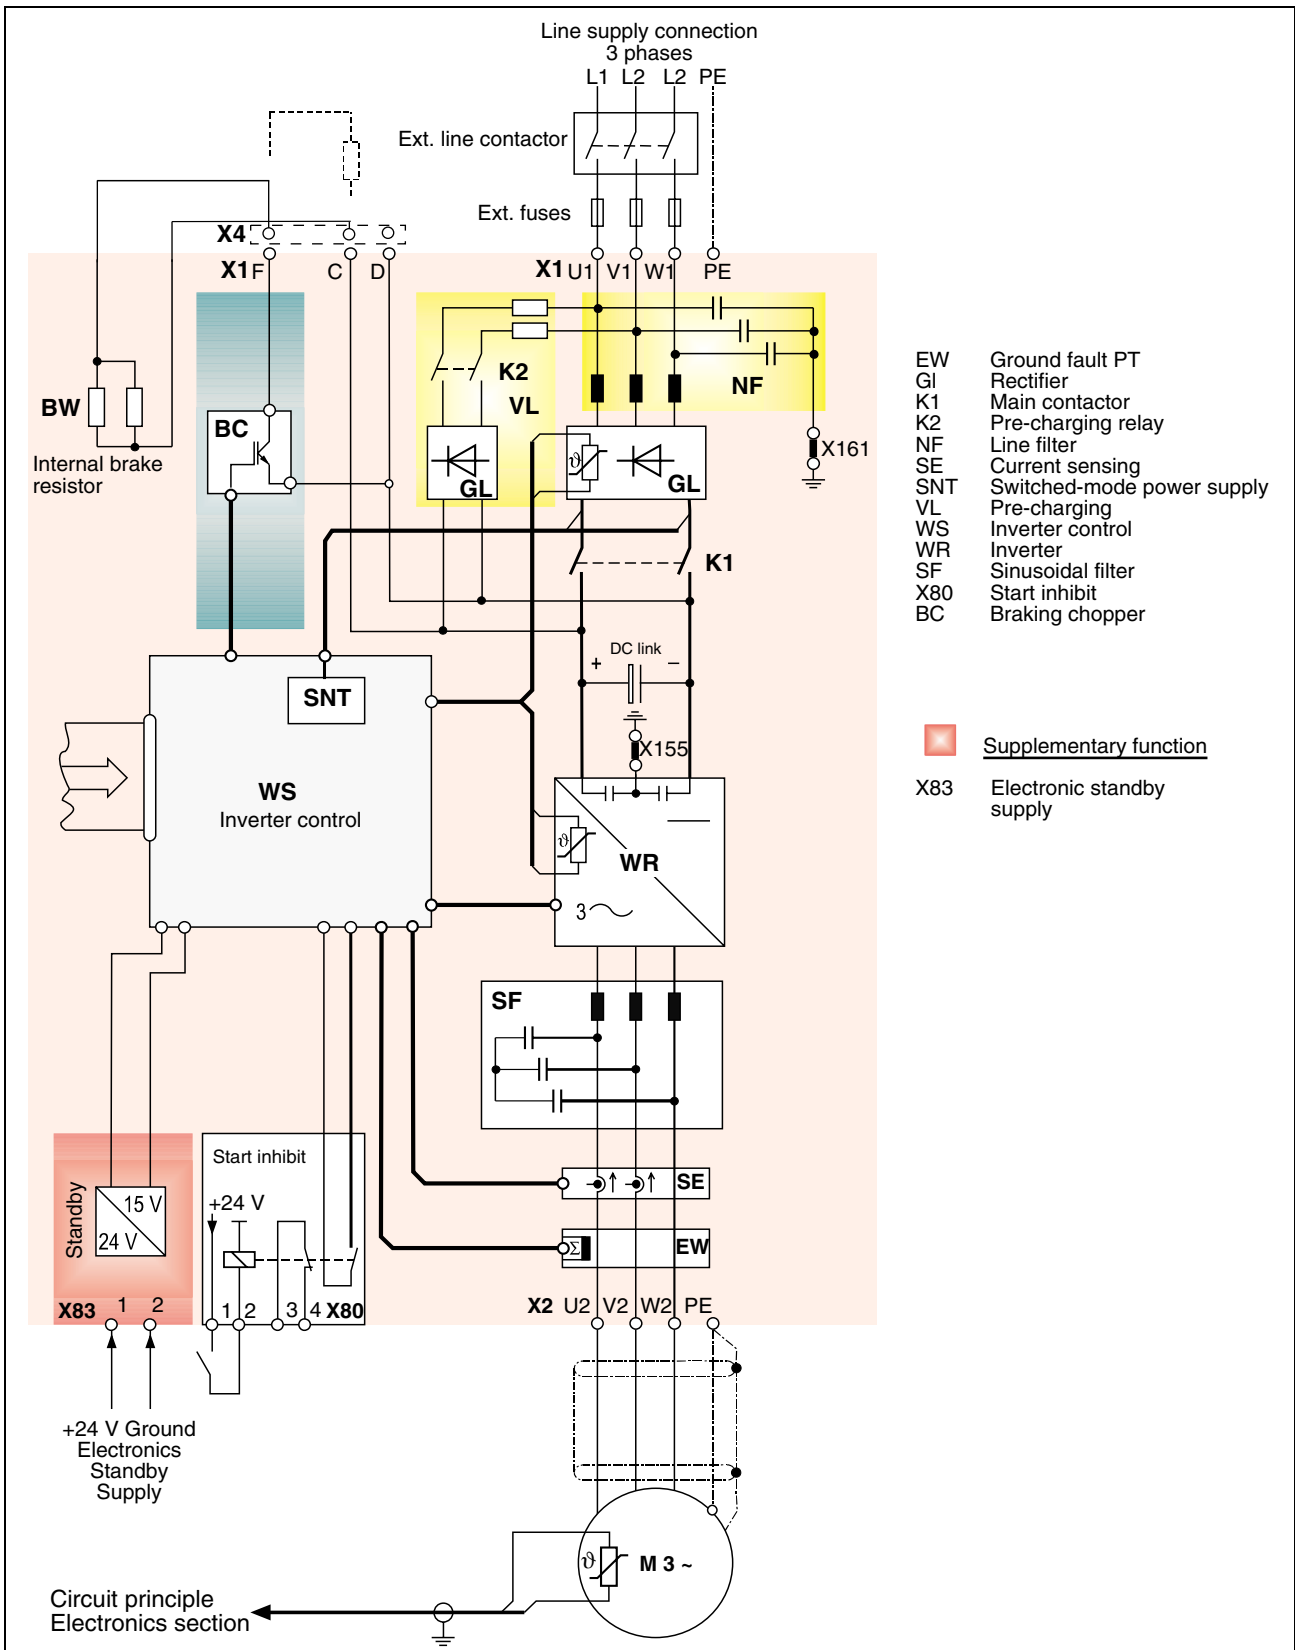 Line supply connection
3 phases
L1 L2 L2 PE
Ext. line contactor
Ext. fuses
X4
X1 F C D
X1 U1 V1 W1 PE
K2
VL
NF
BW
BC
Internal brake
resistor
GL
ϑ
GL
X161
K1
EW Ground fault PT
Gl Rectifier
K1 Main contactor
K2 Pre-charging relay
NF Line filter
SE Current sensing
SNT Switched-mode power supply
VL Pre-charging
WS Inverter control
WR Inverter
SF Sinusoidal filter
X80 Start inhibit
BC Braking chopper
DC link
+ −
SNT
X155
Supplementary function
X83 Electronic standby
supply
WS
Inverter control
ϑ
WR
3
SF
Start inhibit
SE
Standby
15 V
24 V
+24 V
Σ
EW
X83 1 2
1 2 3 4 X80
X2 U2 V2 W2 PE
+24 V Ground
Electronics
Standby
Supply
ϑ
M 3 ~
Circuit principle
Electronics section